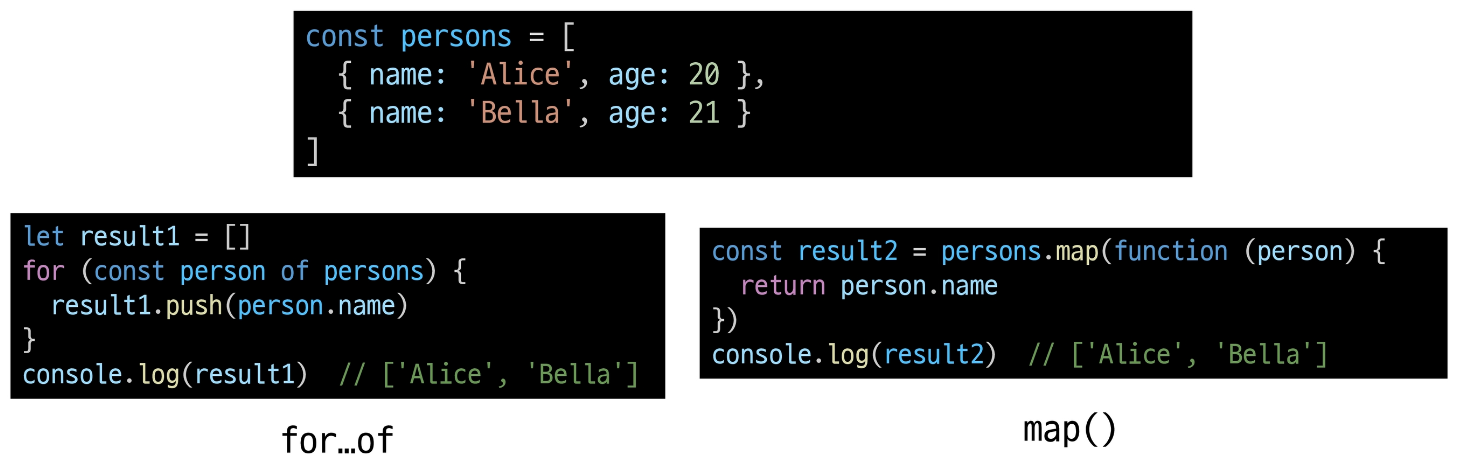 const persons = [
  { name: 'Alice', age: 20 },
  { name: 'Bella', age: 21 }
]
let result1 = []
for (const person of persons) {
  result1.push(person.name)
}
console.log(result1)  // ['Alice', 'Bella']
for…of
const result2 = persons.map(function (person) {
  return person.name
})
console.log(result2)  // ['Alice', 'Bella']
map()